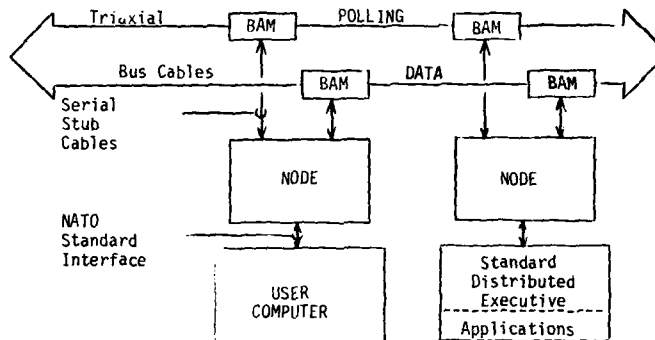 Triaxial
BAM
POLLING
BAM
Bus Cables
BAM
DATA
BAM
Serial
Stub
Cables
NODE
NODE
NATO
Standard
Interface
USER
COMPUTER
Standard
Distributed
Executive
Applications